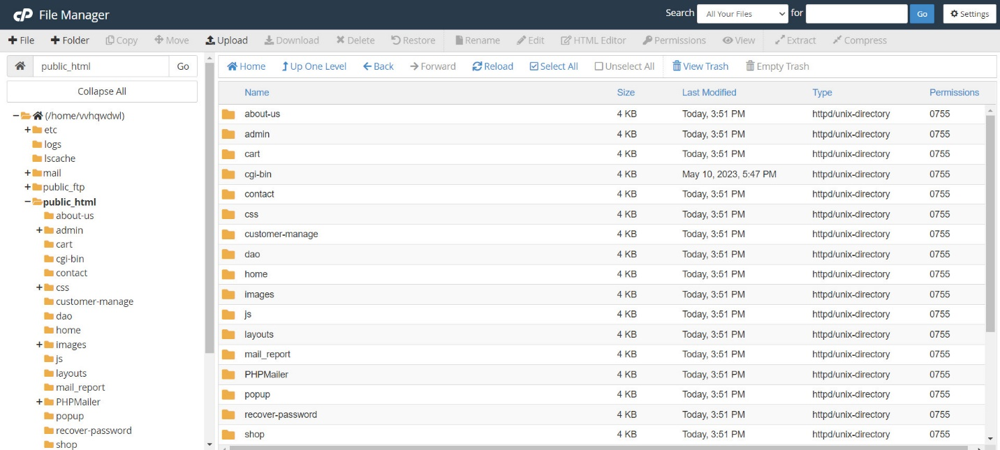 cP File Manager Search All Your Files for Go Settings
File Folder Copy Move Upload Download Delete Restore Rename Edit HTML Editor Permissions View Extract Compress
public_html Go Home Up One Level Back Forward Reload Select All Unselect All View Trash Empty Trash
Collapse All
Name Size Last Modified Type Permissions
(/home/vvhqwdwl)
etc
logs
lscache
mail
public_ftp
public_html
about-us
admin
cart
cgi-bin
contact
css
customer-manage
dao
home
images
js
layouts
mail_report
PHPMailer
popup
recover-password
shop
about-us 4 KB Today, 3:51 PM httpd/unix-directory 0755
admin 4 KB Today, 3:51 PM httpd/unix-directory 0755
cart 4 KB Today, 3:51 PM httpd/unix-directory 0755
cgi-bin 4 KB May 10, 2023, 5:47 PM httpd/unix-directory 0755
contact 4 KB Today, 3:51 PM httpd/unix-directory 0755
css 4 KB Today, 3:51 PM httpd/unix-directory 0755
customer-manage 4 KB Today, 3:51 PM httpd/unix-directory 0755
dao 4 KB Today, 3:51 PM httpd/unix-directory 0755
home 4 KB Today, 3:51 PM httpd/unix-directory 0755
images 4 KB Today, 3:51 PM httpd/unix-directory 0755
js 4 KB Today, 3:51 PM httpd/unix-directory 0755
layouts 4 KB Today, 3:51 PM httpd/unix-directory 0755
mail_report 4 KB Today, 3:51 PM httpd/unix-directory 0755
PHPMailer 4 KB Today, 3:51 PM httpd/unix-directory 0755
popup 4 KB Today, 3:51 PM httpd/unix-directory 0755
recover-password 4 KB Today, 3:51 PM httpd/unix-directory 0755
shop 4 KB Today, 3:51 PM httpd/unix-directory 0755